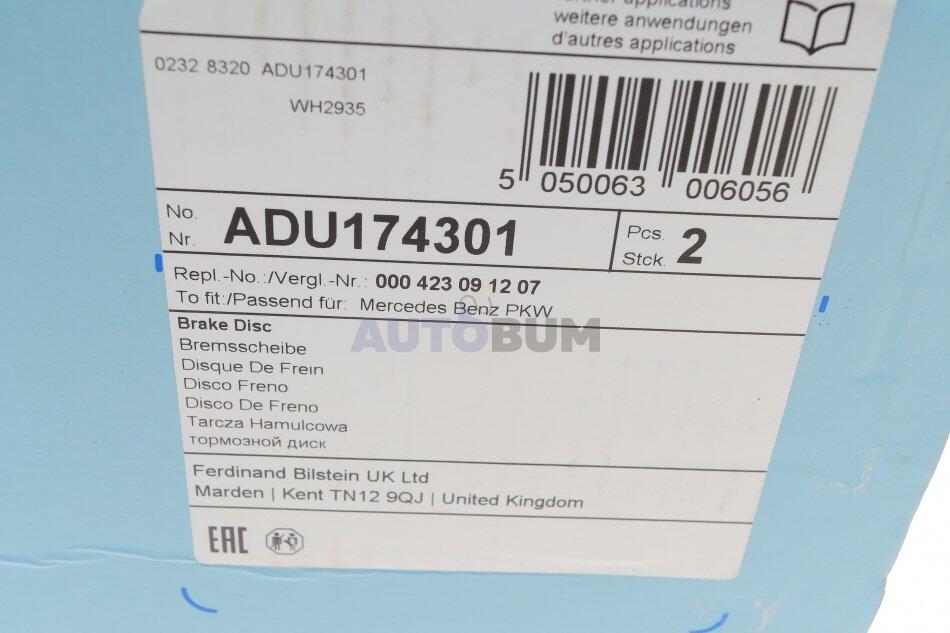 further applications
weitere anwendungen
d'autres applications
0232 8320 ADU174301
WH2935
5 050063 006056
No.
Nr. ADU174301
Pcs.
Stck. 2
Repl.-No.:/Vergl.-Nr.: 000 423 09 12 07
To fit:/Passend für: Mercedes Benz PKW
AUTOBUM
Brake Disc
Bremsscheibe
Disque De Frein
Disco Freno
Disco De Freno
Tarcza Hamulcowa
тормозной диск
Ferdinand Bilstein UK Ltd
Marden | Kent TN12 9QJ | United Kingdom
EAC